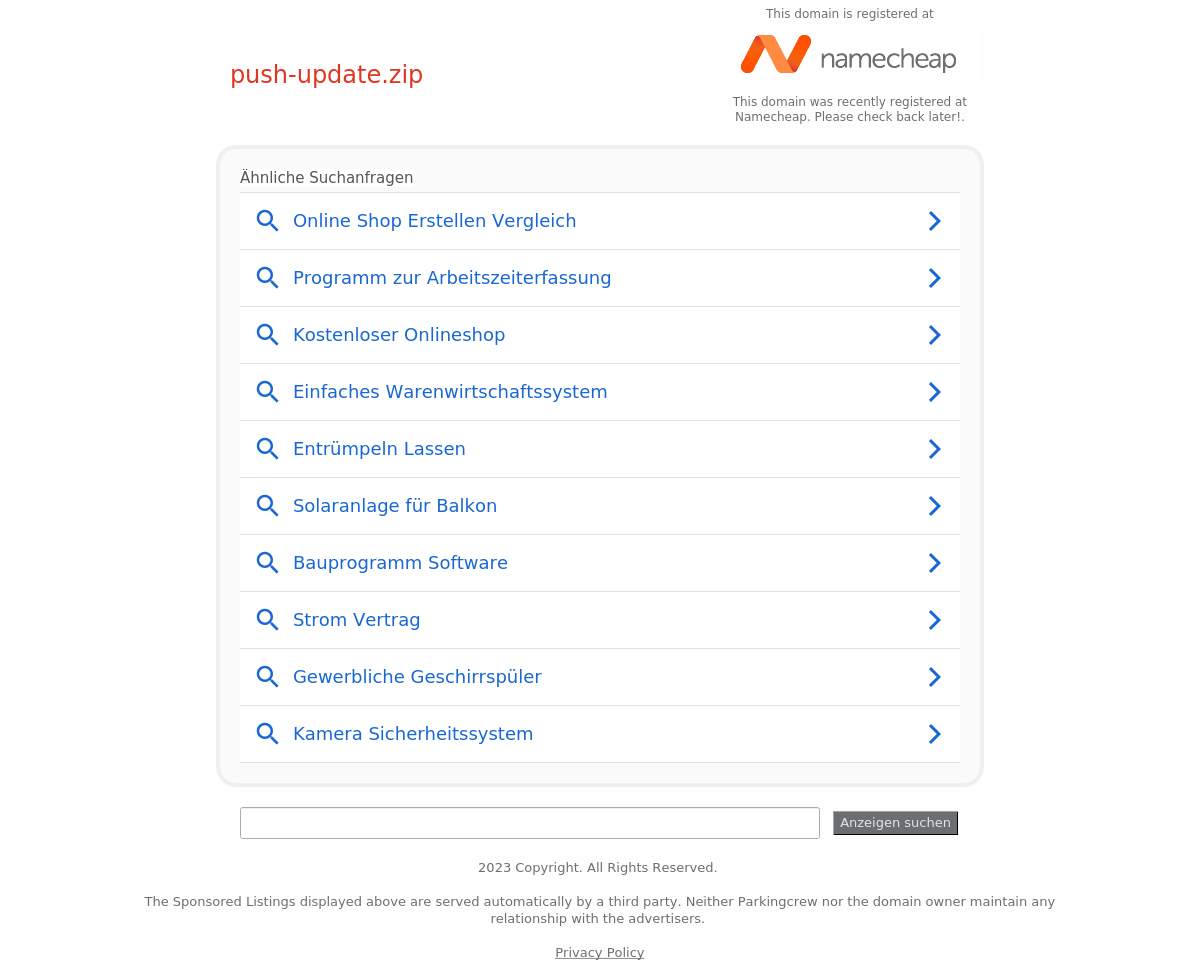 This domain is registered at
namecheap
push-update.zip
This domain was recently registered at
Namecheap. Please check back later!.
Ähnliche Suchanfragen
Online Shop Erstellen Vergleich
Programm zur Arbeitszeiterfassung
Kostenloser Onlineshop
Einfaches Warenwirtschaftssystem
Entrümpeln Lassen
Solaranlage für Balkon
Bauprogramm Software
Strom Vertrag
Gewerbliche Geschirrspüler
Kamera Sicherheitssystem
Anzeigen suchen
2023 Copyright. All Rights Reserved.
The Sponsored Listings displayed above are served automatically by a third party. Neither Parkingcrew nor the domain owner maintain any
relationship with the advertisers.
Privacy Policy